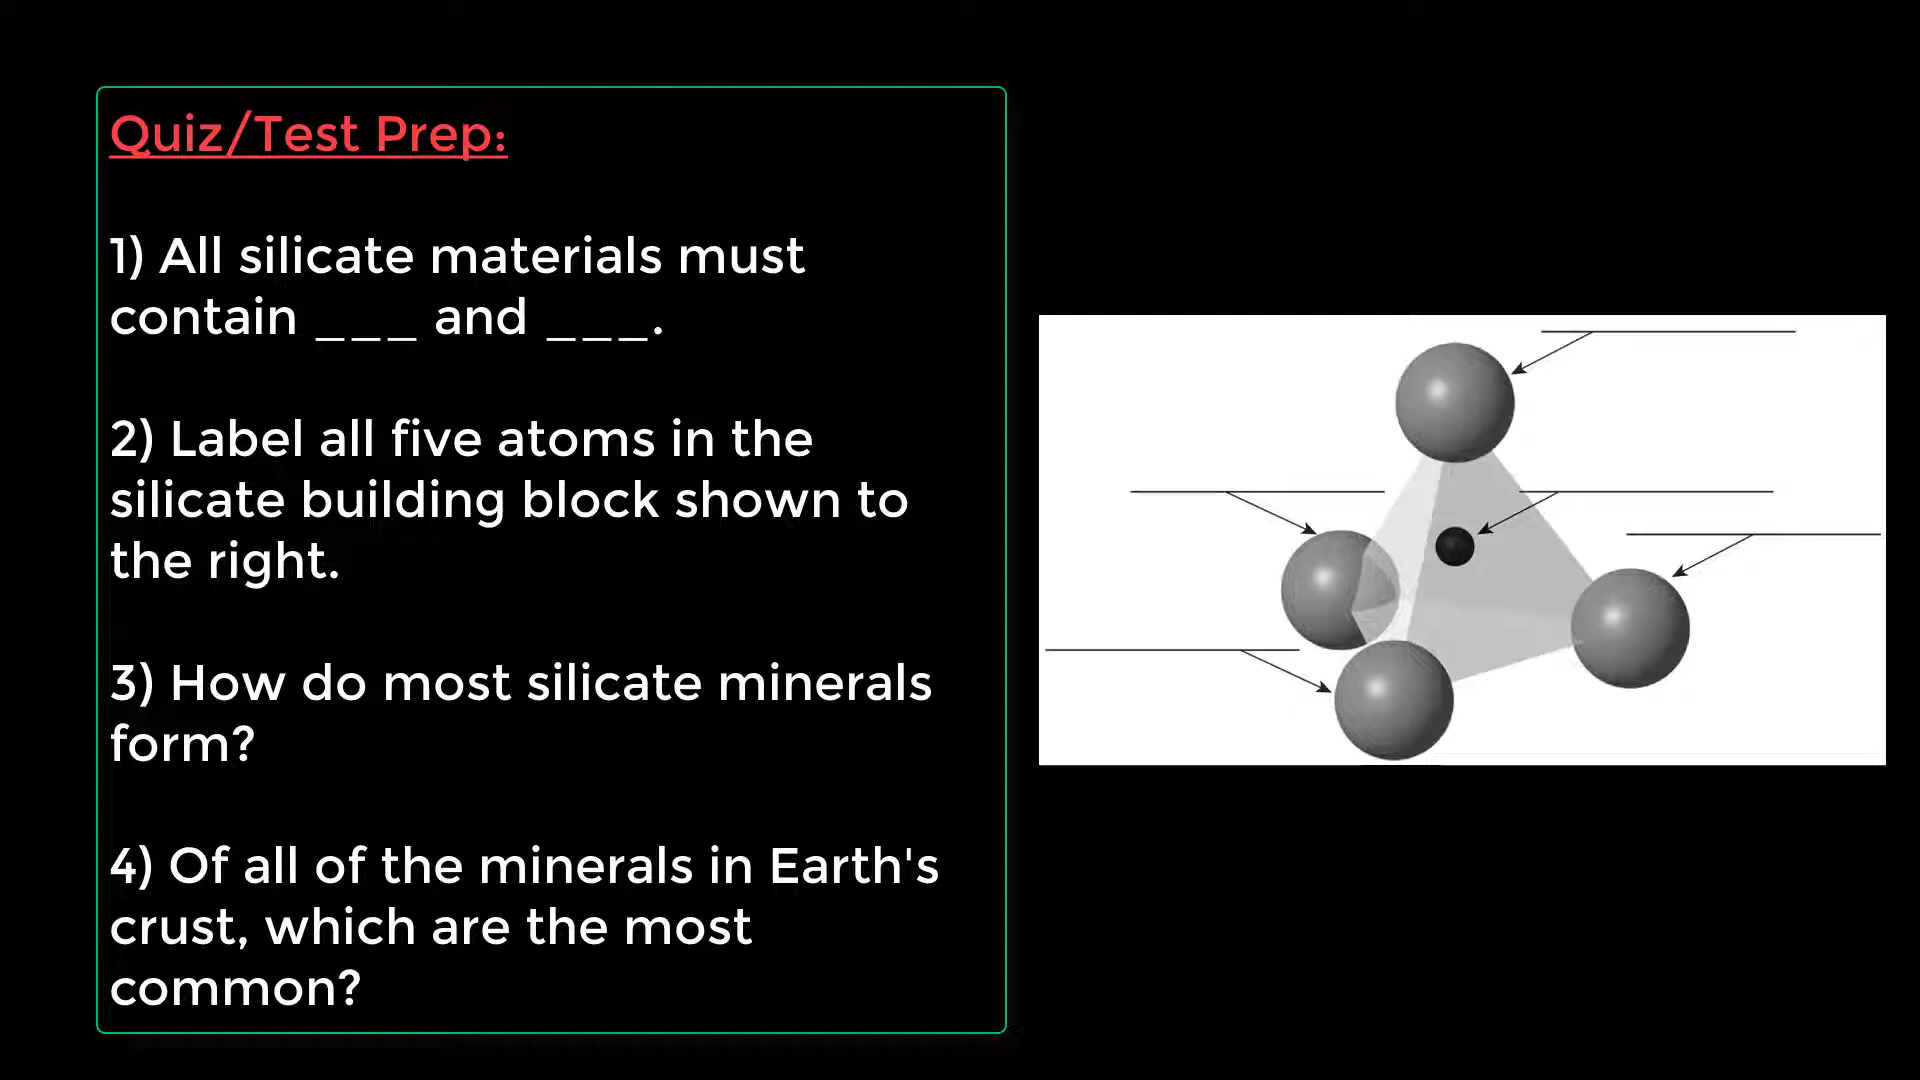 Quiz/Test Prep:
1) All silicate materials must
contain ___ and ___.
2) Label all five atoms in the
silicate building block shown to
the right.
3) How do most silicate minerals
form?
4) Of all of the minerals in Earth's
crust, which are the most
common?